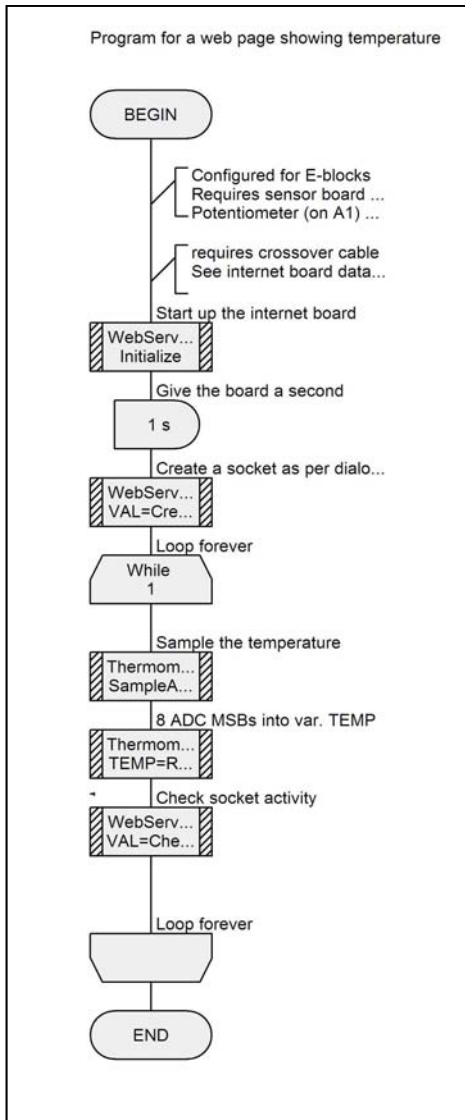 Program for a web page showing temperature
BEGIN
Configured for E-blocks
Requires sensor board ...
Potentiometer (on A1) ...
requires crossover cable
See internet board data...
Start up the internet board
WebServ...
Initialize
Give the board a second
1 s
Create a socket as per dialo...
WebServ...
VAL=Cre...
Loop forever
While
1
Sample the temperature
Thermom...
SampleA...
8 ADC MSBs into var. TEMP
Thermom...
TEMP=R...
Check socket activity
WebServ...
VAL=Che...
Loop forever
END